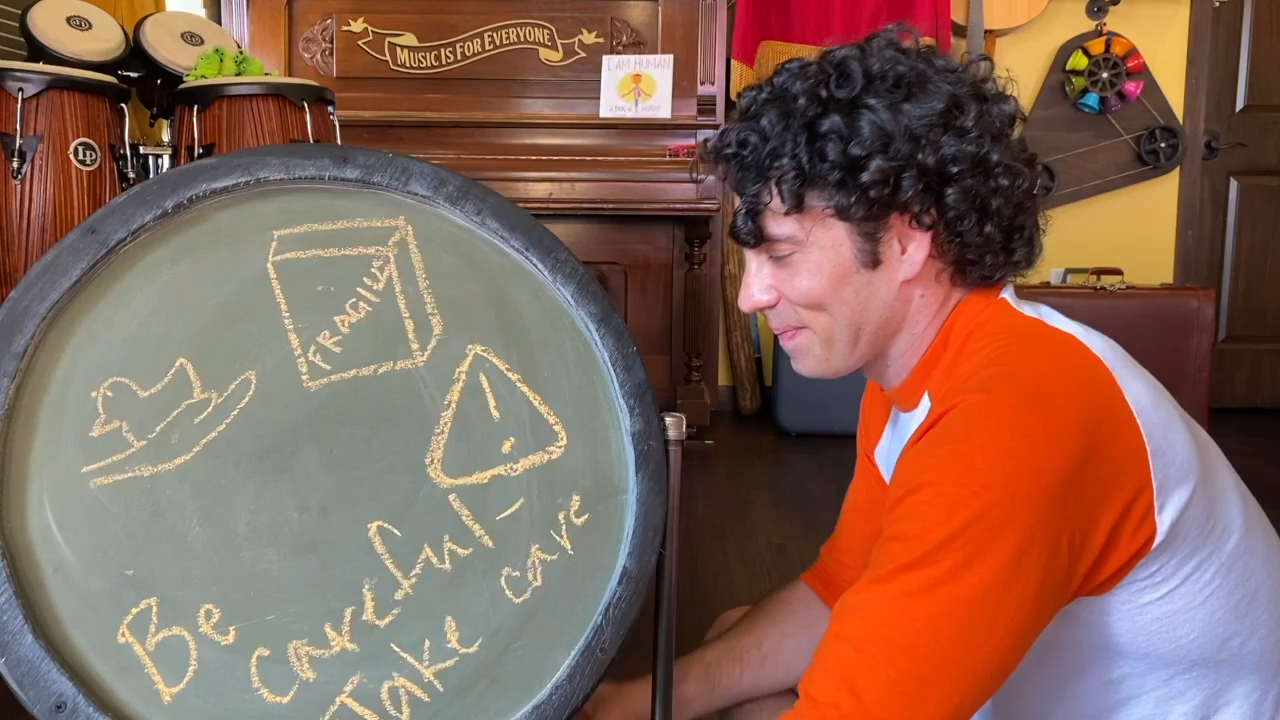 MUSIC IS FOR EVERYONE
I AM HUMAN
LP
FRAGILE
Be careful -
Take care